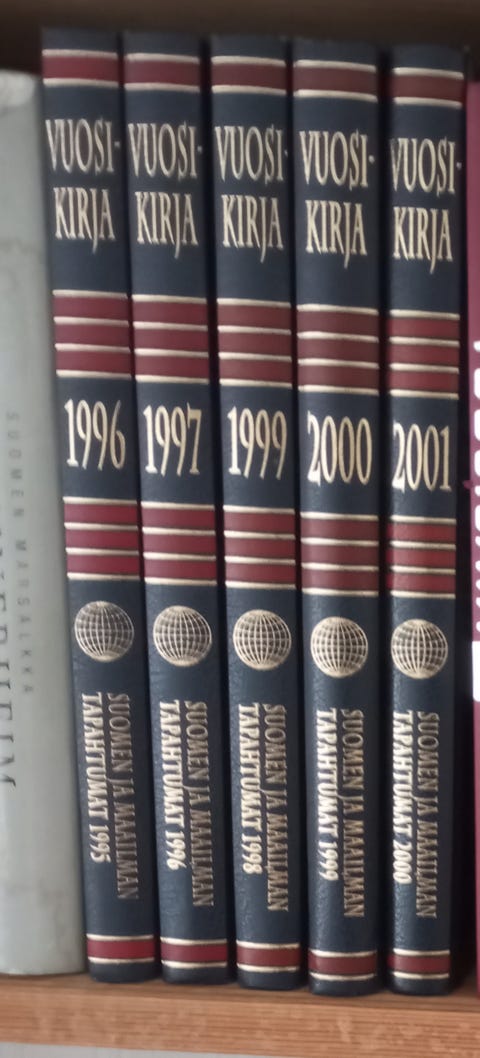 SUOMEN MARSALKKA
VUOSI-
KIRJA
1996
SUOMEN JA MAAILMAN
TAPAHTUMAT 1995
VUOSI-
KIRJA
1997
SUOMEN JA MAAILMAN
TAPAHTUMAT 1996
VUOSI-
KIRJA
1999
SUOMEN JA MAAILMAN
TAPAHTUMAT 1998
VUOSI-
KIRJA
2000
SUOMEN JA MAAILMAN
TAPAHTUMAT 1999
VUOSI-
KIRJA
2001
SUOMEN JA MAAILMAN
TAPAHTUMAT 2000